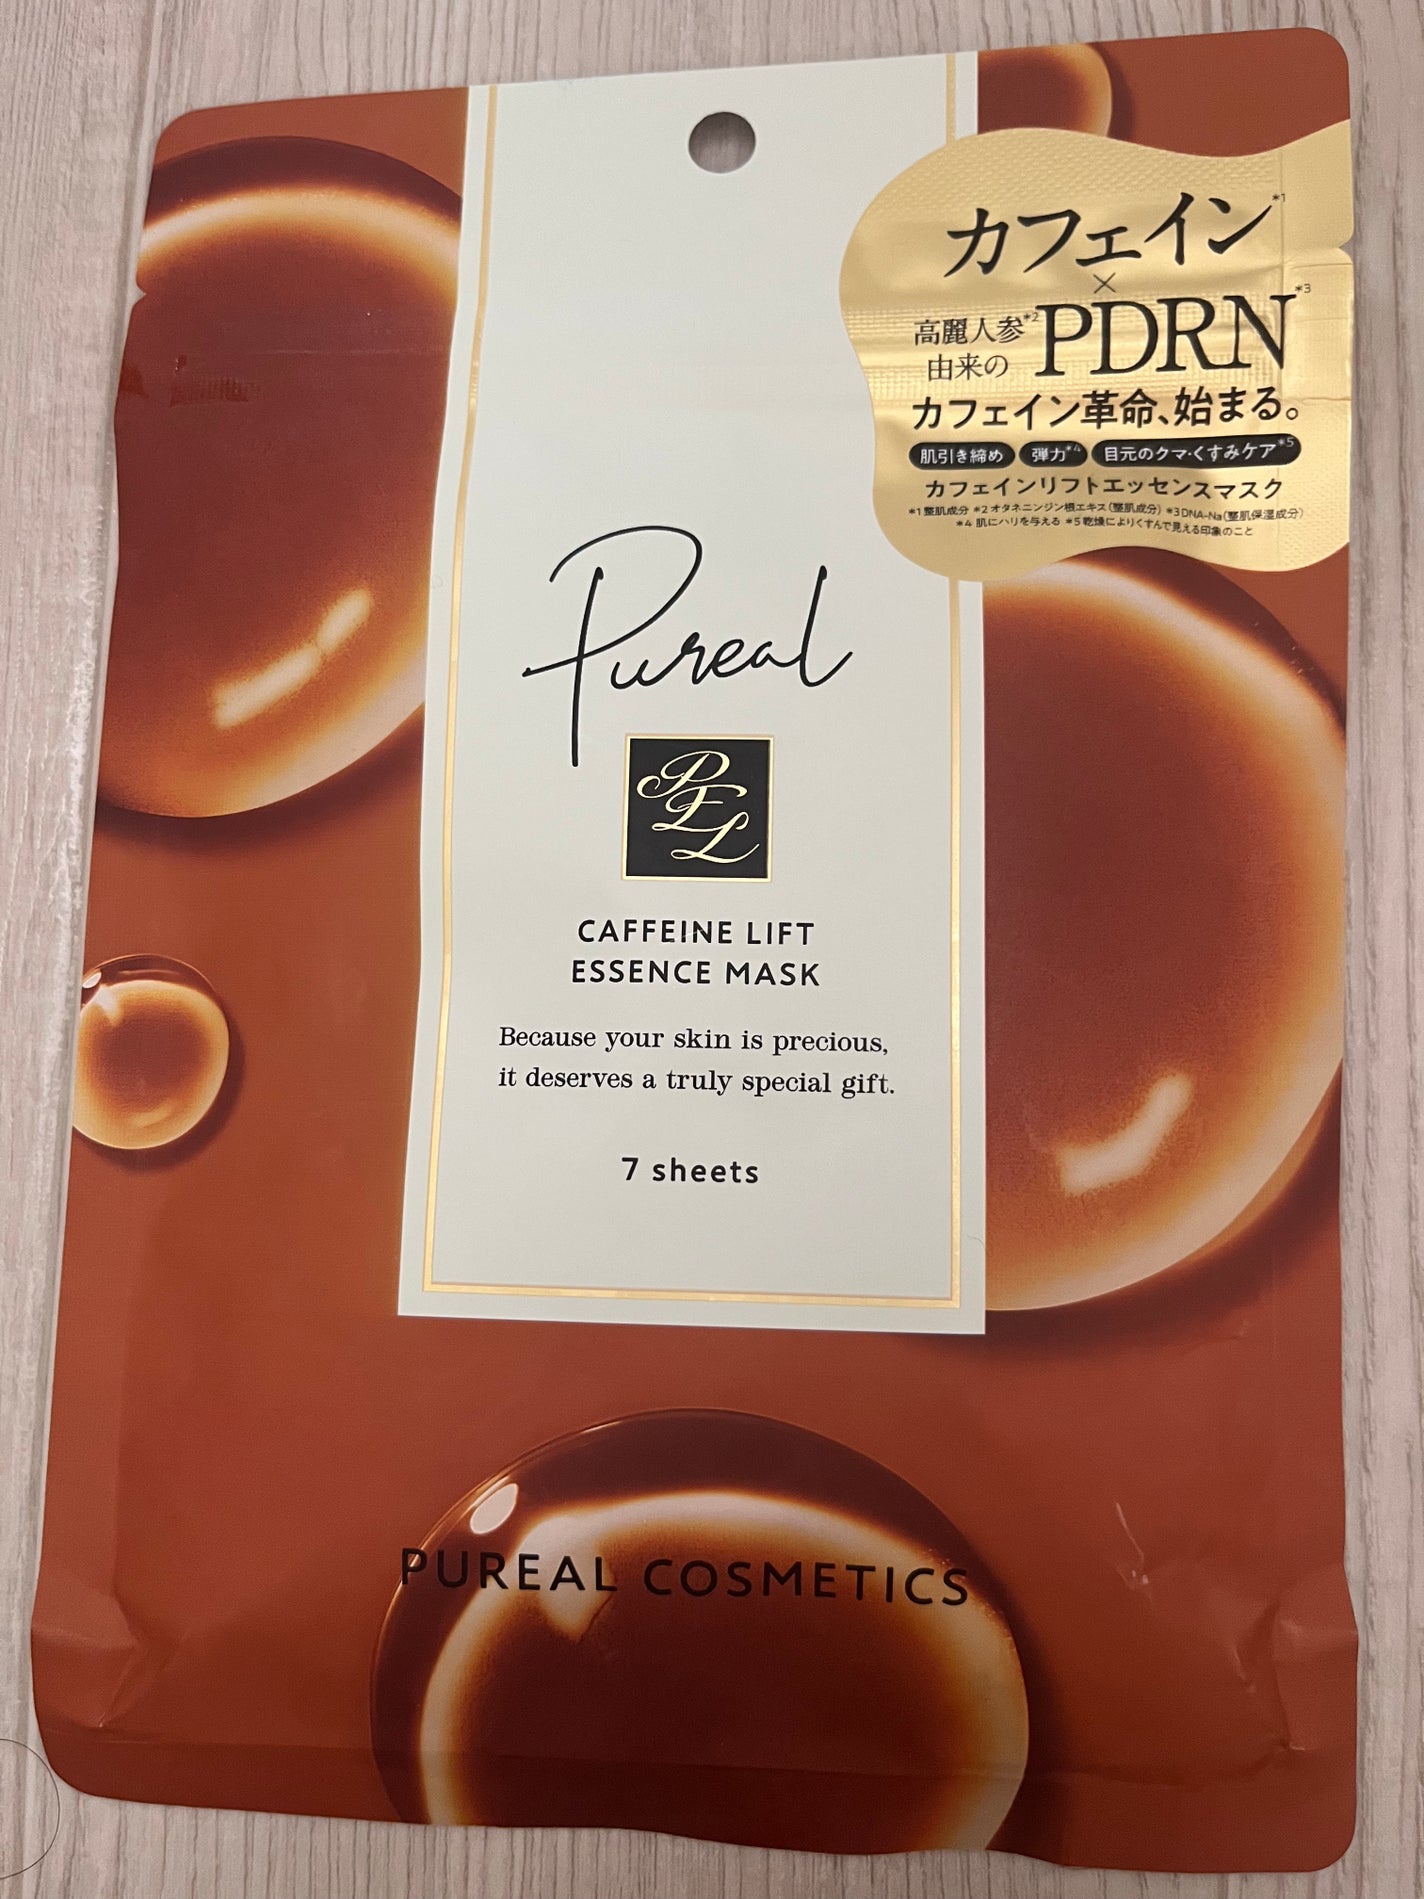 カフェイン*1
×
高麗人参*2
由来の
PDRN*3
カフェイン革命、始まる。
肌引き締め 弾力*4 目元のクマ・くすみケア*5
カフェインリフトエッセンスマスク
*1 整肌成分 *2 オタネニンジン根エキス(整肌成分) *3 DNA-Na(整肌保湿成分)
*4 肌にハリを与える *5 乾燥によりくすんで見える印象のこと
Pureal
PEL
CAFFEINE LIFT
ESSENCE MASK
Because your skin is precious,
it deserves a truly special gift.
7 sheets
PUREAL COSMETICS